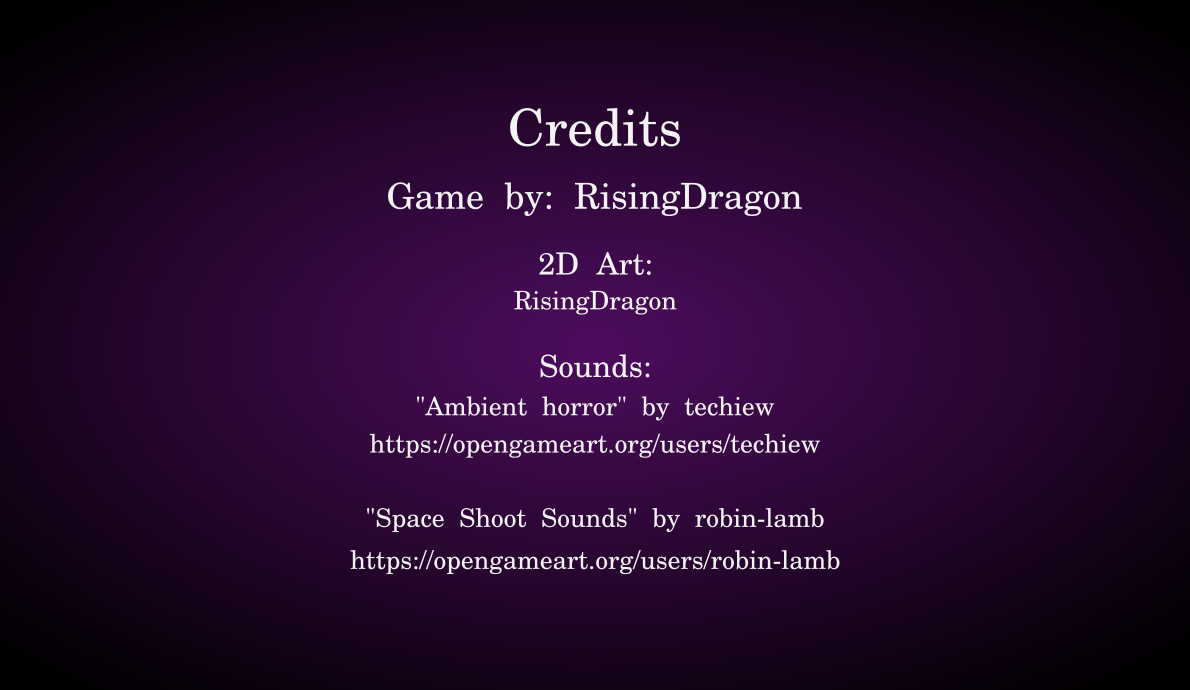 Credits
Game by: RisingDragon
2D Art:
RisingDragon
Sounds:
"Ambient horror" by techiew
https://opengameart.org/users/techiew
"Space Shoot Sounds" by robin-lamb
https://opengameart.org/users/robin-lamb